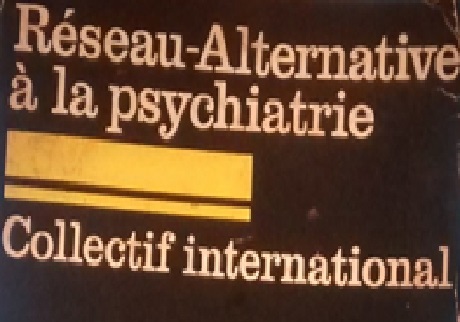 Réseau-Alternative
à la psychiatrie
Collectif international